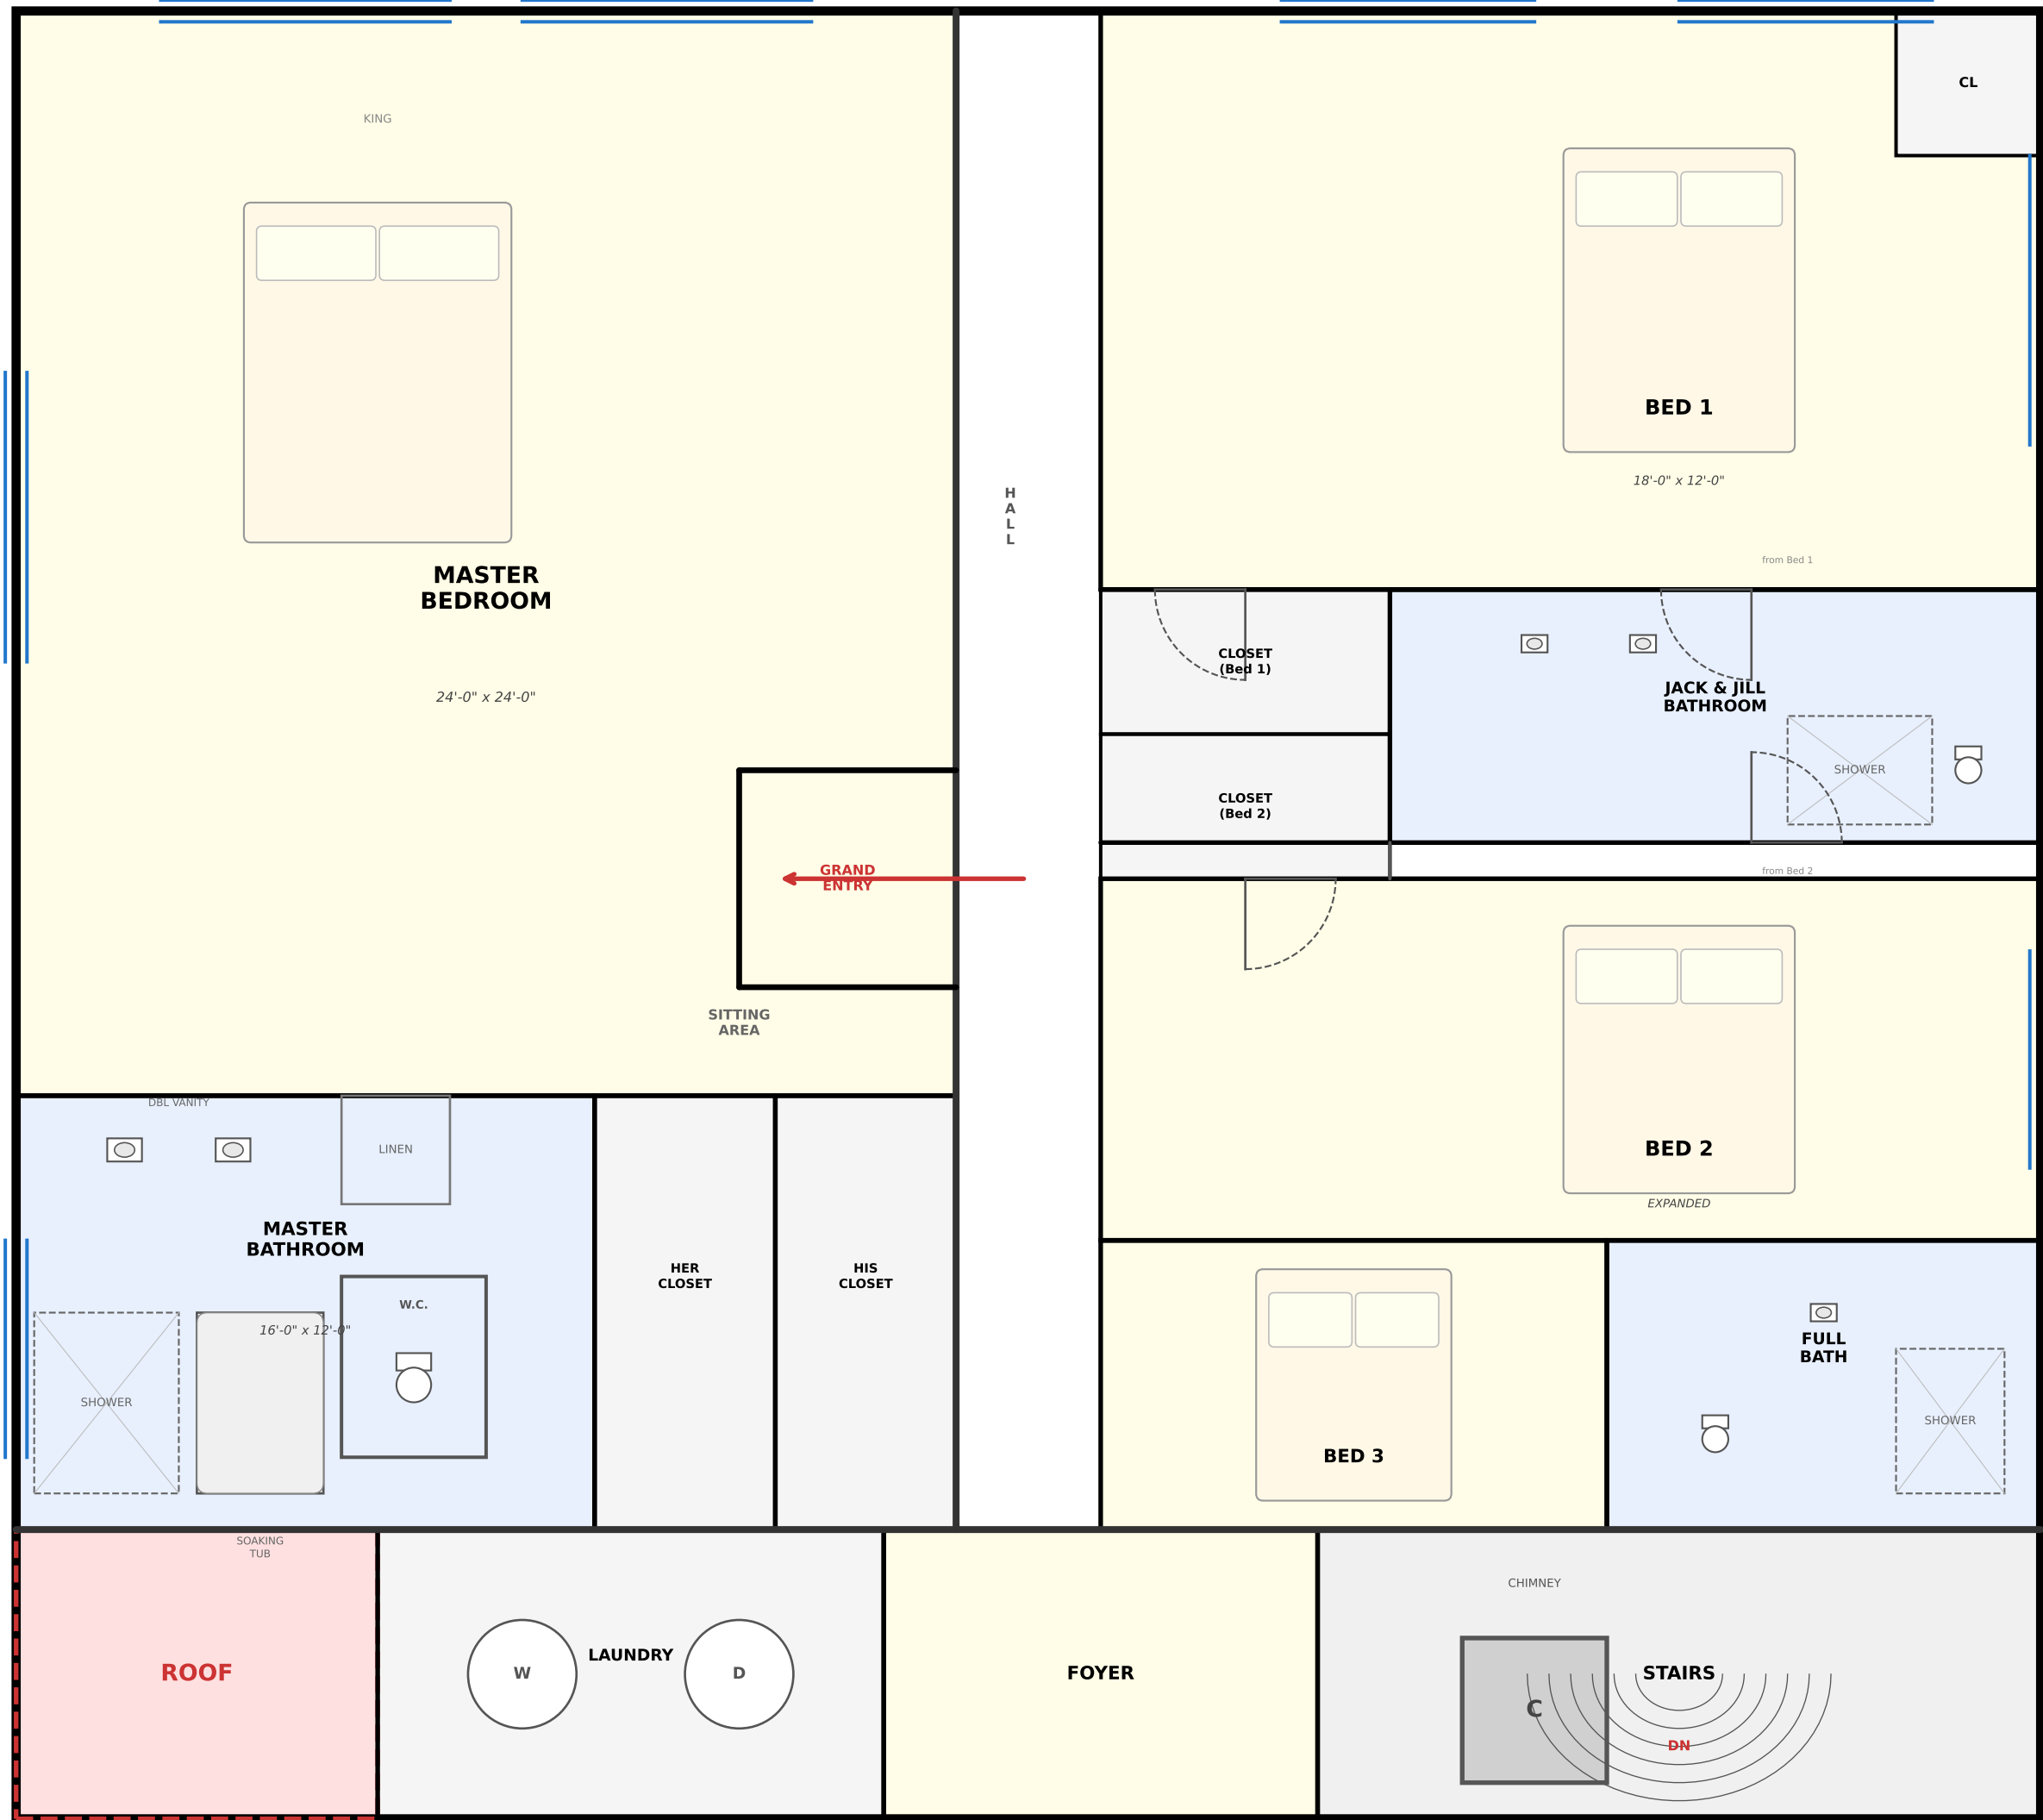 CL
KING
H
A
L
L
BED 1
18'-0" x 12'-0"
from Bed 1
MASTER
BEDROOM
24'-0" x 24'-0"
CLOSET
(Bed 1)
JACK & JILL
BATHROOM
SHOWER
CLOSET
(Bed 2)
GRAND
ENTRY
from Bed 2
SITTING
AREA
DBL VANITY
LINEN
BED 2
EXPANDED
MASTER
BATHROOM
HER
CLOSET
HIS
CLOSET
W.C.
16'-0" x 12'-0"
SHOWER
FULL
BATH
SHOWER
BED 3
SOAKING
TUB
CHIMNEY
ROOF
W
LAUNDRY
D
FOYER
STAIRS
C
DN